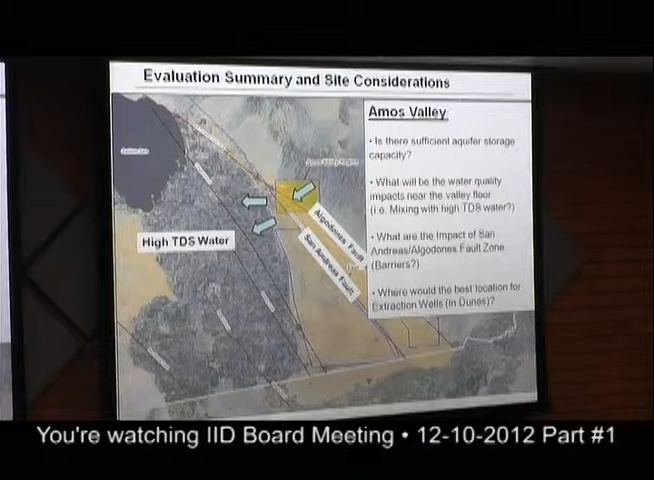 Evaluation Summary and Site Considerations
Amos Valley
• Is there sufficient aquifer storage
capacity?
• What will be the water quality
impacts near the valley floor
(i.e. Mixing with high TDS water?)
• What are the Impact of San
Andreas/Algodones Fault Zone
(Barriers?)
• Where would the best location for
Extraction Wells (in Dunes)?
High TDS Water
Algodones Fault
San Andreas Fault
You're watching IID Board Meeting • 12-10-2012 Part #1